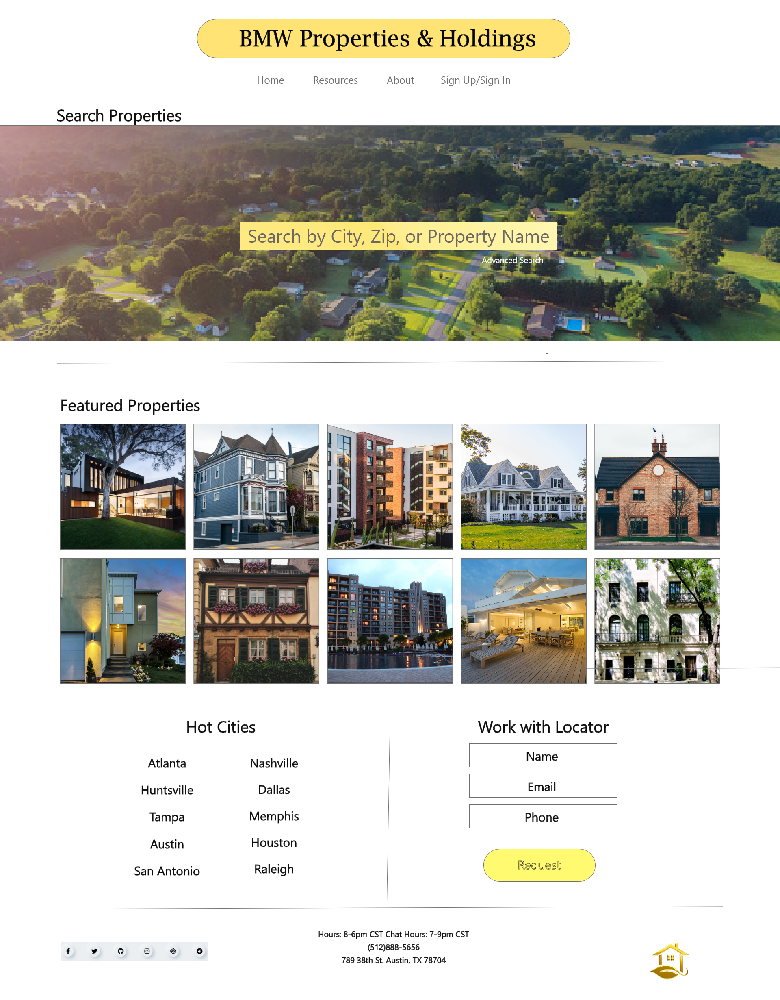 BMW Properties & Holdings
Home Resources About Sign Up/Sign In
Search Properties
Search by City, Zip, or Property Name
Advanced Search
Featured Properties
Hot Cities
Atlanta Nashville
Huntsville Dallas
Tampa Memphis
Austin Houston
San Antonio Raleigh
Work with Locator
Name
Email
Phone
Request
Hours: 8-6pm CST Chat Hours: 7-9pm CST
(512)888-5656
789 38th St. Austin, TX 78704